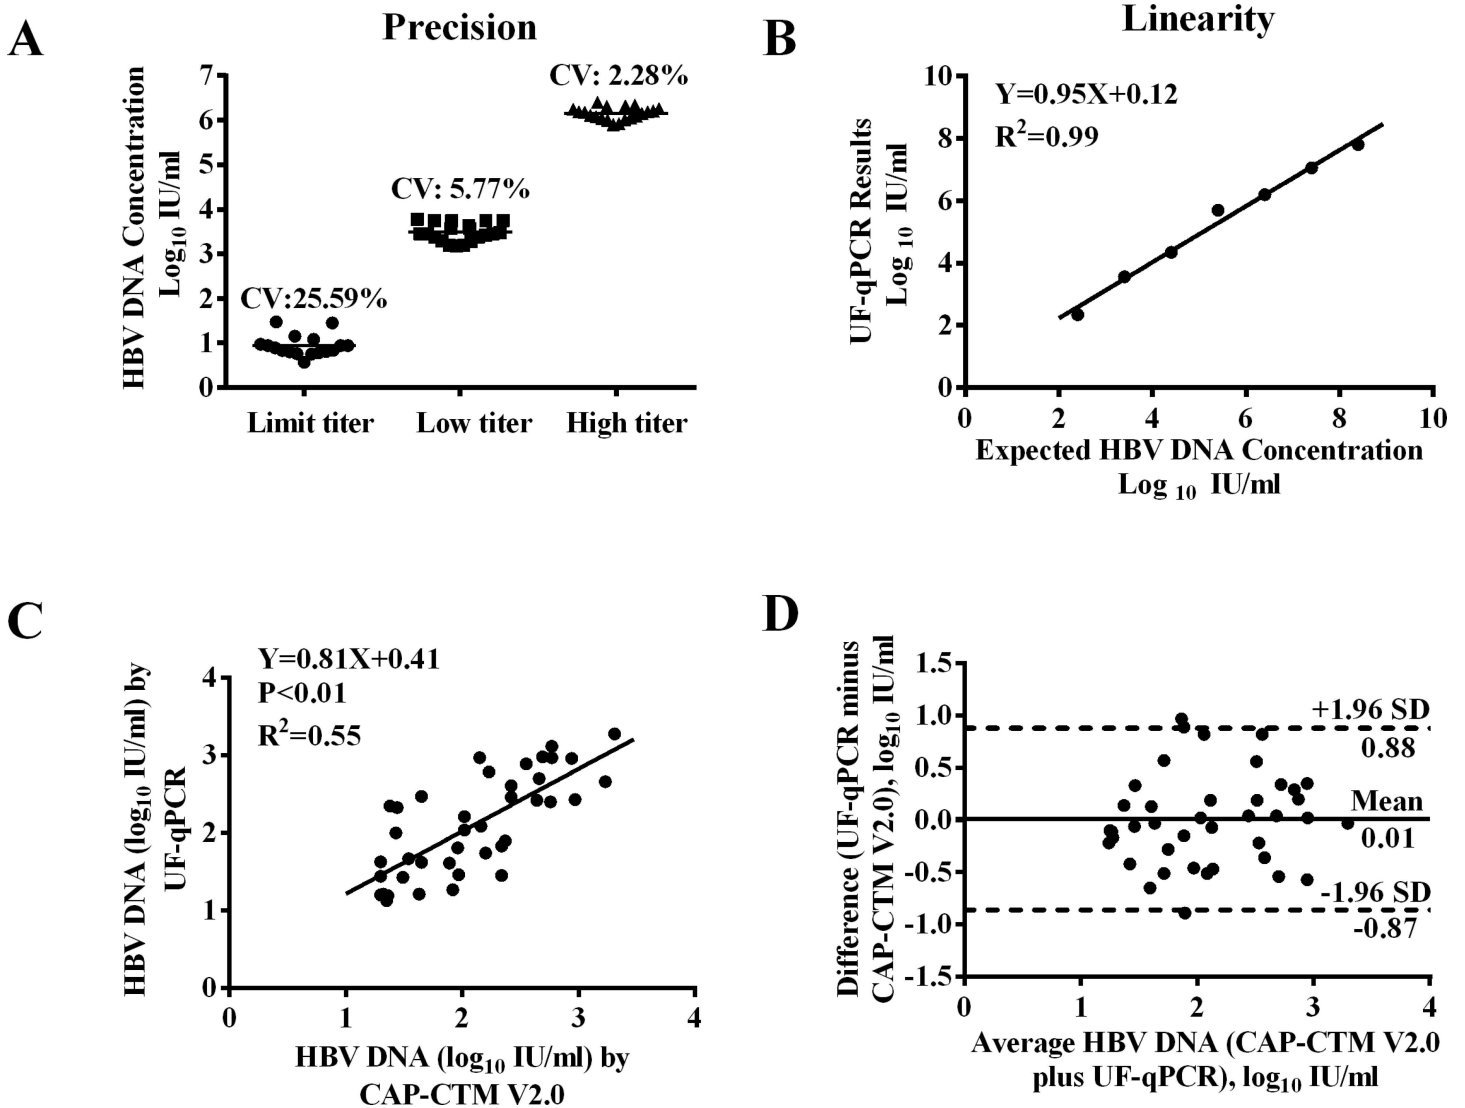 A
Precision
HBV DNA Concentration
Log10 IU/ml
7
6
5
4
3
2
1
0
CV:25.59%
CV: 5.77%
CV: 2.28%
Limit titer
Low titer
High titer
B
Linearity
UF-qPCR Results
Log 10 IU/ml
10
8
6
4
2
0
Y=0.95X+0.12
R2=0.99
0 2 4 6 8 10
Expected HBV DNA Concentration
Log 10 IU/ml
C
HBV DNA (log10 IU/ml) by
UF-qPCR
4
3
2
1
0
Y=0.81X+0.41
P<0.01
R2=0.55
0 1 2 3 4
HBV DNA (log10 IU/ml) by
CAP-CTM V2.0
D
Difference (UF-qPCR minus
CAP-CTM V2.0), log10 IU/ml
1.5
1.0
0.5
0.0
-0.5
-1.0
-1.5
+1.96 SD
0.88
Mean
0.01
-1.96 SD
-0.87
0 1 2 3 4
Average HBV DNA (CAP-CTM V2.0
plus UF-qPCR), log10 IU/ml